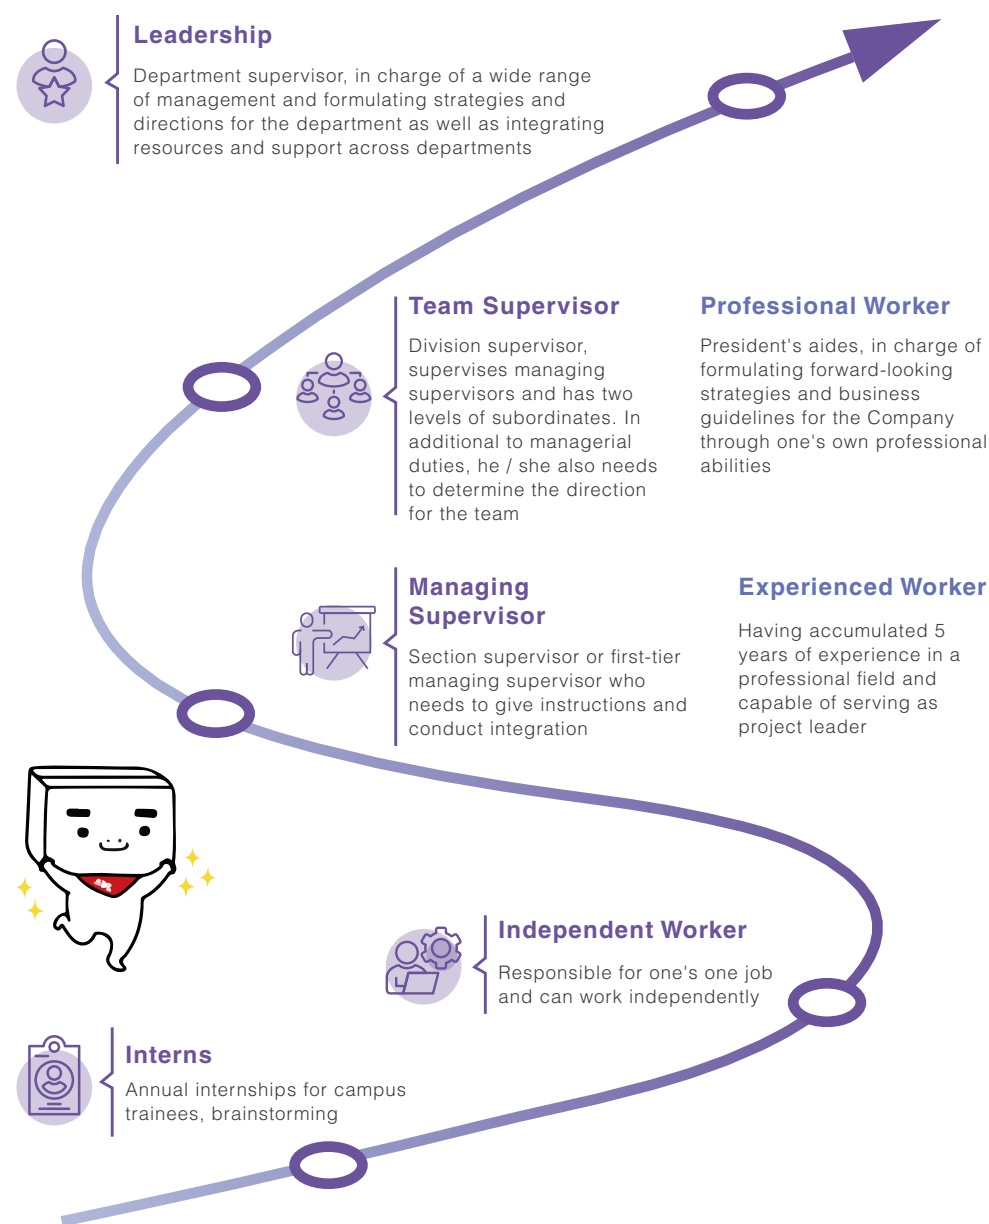 Leadership
Department supervisor, in charge of a wide range
of management and formulating strategies and
directions for the department as well as integrating
resources and support across departments
Team Supervisor
Division supervisor,
supervises managing
supervisors and has two
levels of subordinates. In
additional to managerial
duties, he / she also needs
to determine the direction
for the team
Professional Worker
President's aides, in charge of
formulating forward-looking
strategies and business
guidelines for the Company
through one's own professional
abilities
Managing
Supervisor
Section supervisor or first-tier
managing supervisor who
needs to give instructions and
conduct integration
Experienced Worker
Having accumulated 5
years of experience in a
professional field and
capable of serving as
project leader
Independent Worker
Responsible for one's one job
and can work independently
Interns
Annual internships for campus
trainees, brainstorming